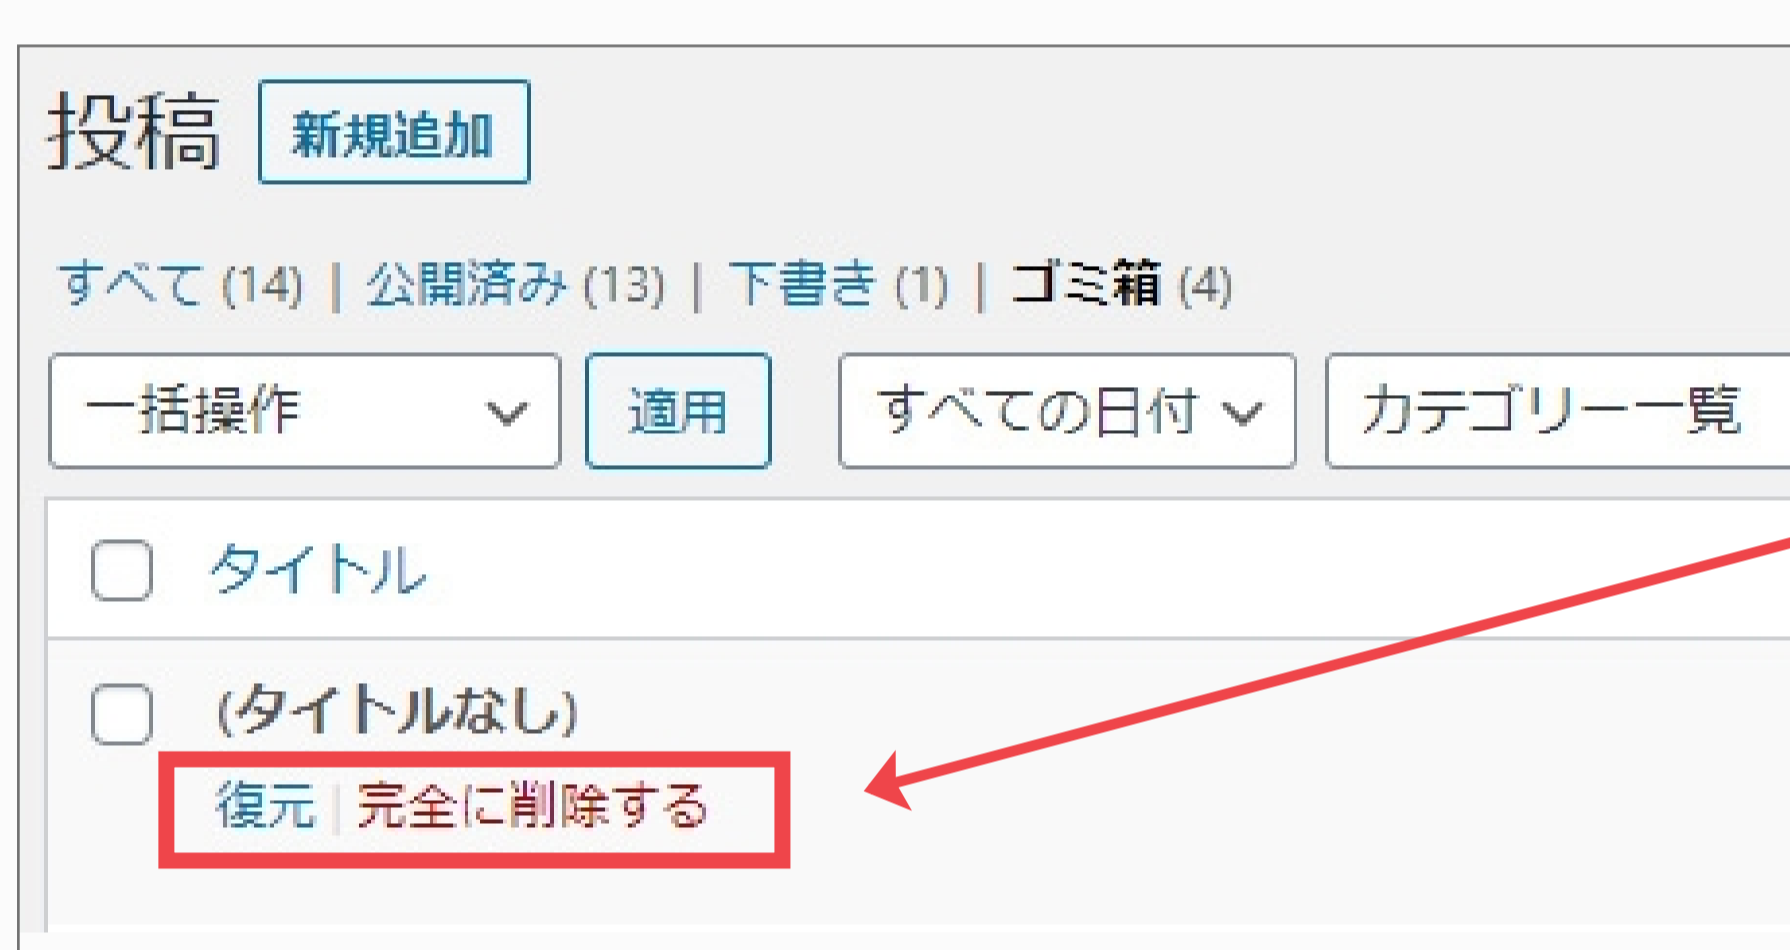 投稿 新規追加
すべて (14) | 公開済み (13) | 下書き (1) | ゴミ箱 (4)
一括操作 適用 すべての日付 カテゴリー一覧
タイトル
(タイトルなし)
復元 | 完全に削除する